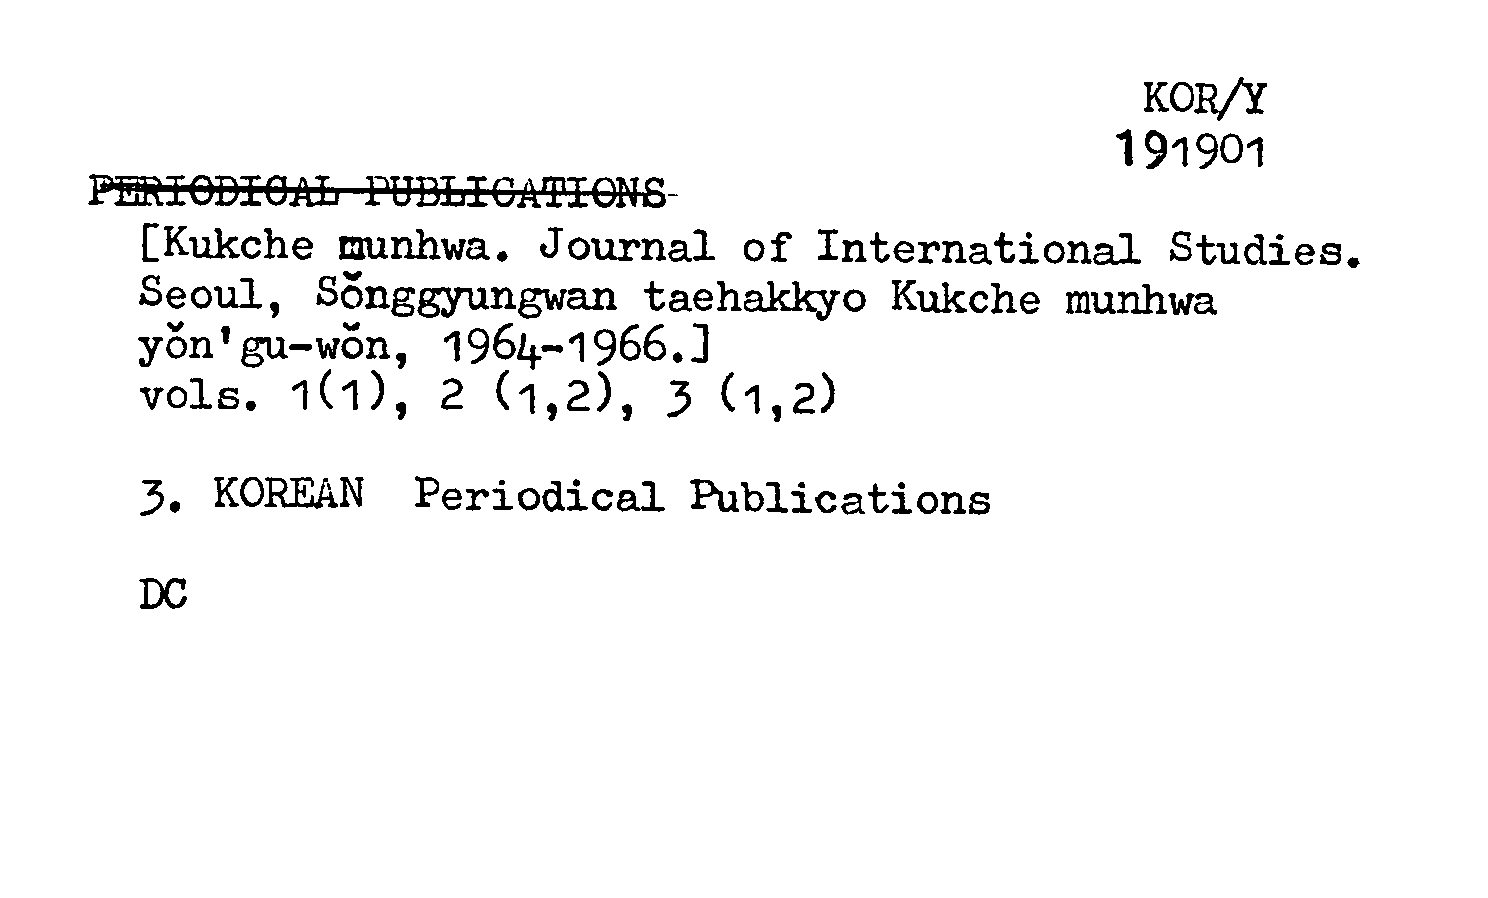 KOR/Y
191901
PERIODICAL PUBLICATIONS
[Kukche munhwa. Journal of International Studies.
Seoul, Sŏnggyungwan taehakkyo Kukche munhwa
yŏn'gu-wŏn, 1964-1966.]
vols. 1(1), 2 (1,2), 3 (1,2)
3. KOREAN Periodical Publications
DC